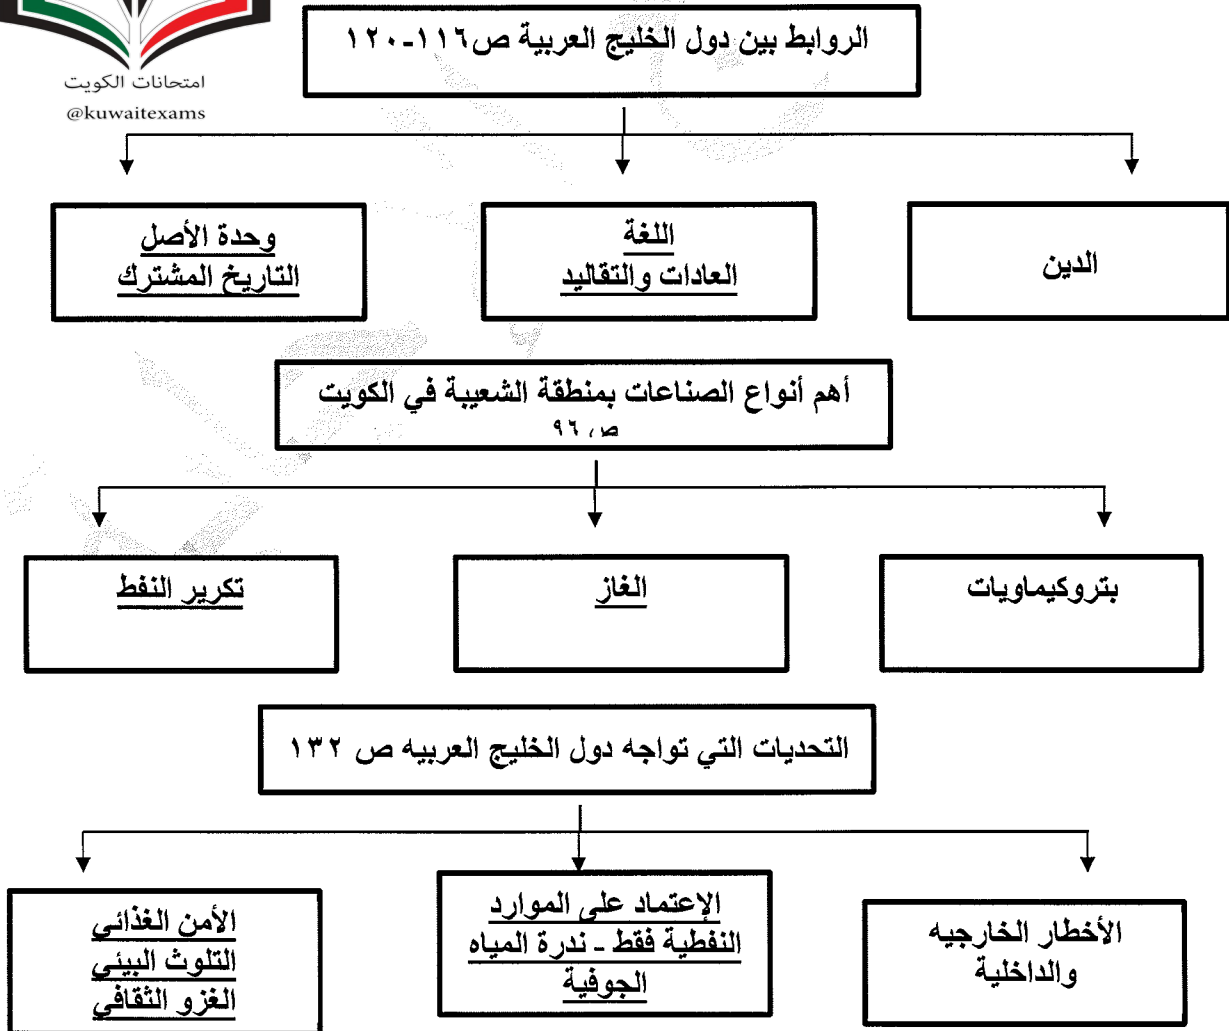 امتحانات الكويت
@kuwaitexams
الروابط بين دول الخليج العربية ص١١٦-١٢٠
الدين
اللغة
العادات والتقاليد
وحدة الأصل
التاريخ المشترك
أهم أنواع الصناعات بمنطقة الشعيبة في الكويت
ص ٩٦
بتروكيماويات
الغاز
تكرير النفط
التحديات التي تواجه دول الخليج العربيه ص ١٣٢
الأخطار الخارجيه
والداخلية
الإعتماد على الموارد
النفطية فقط - ندرة المياه
الجوفية
الأمن الغذائي
التلوث البيئي
الغزو الثقافي